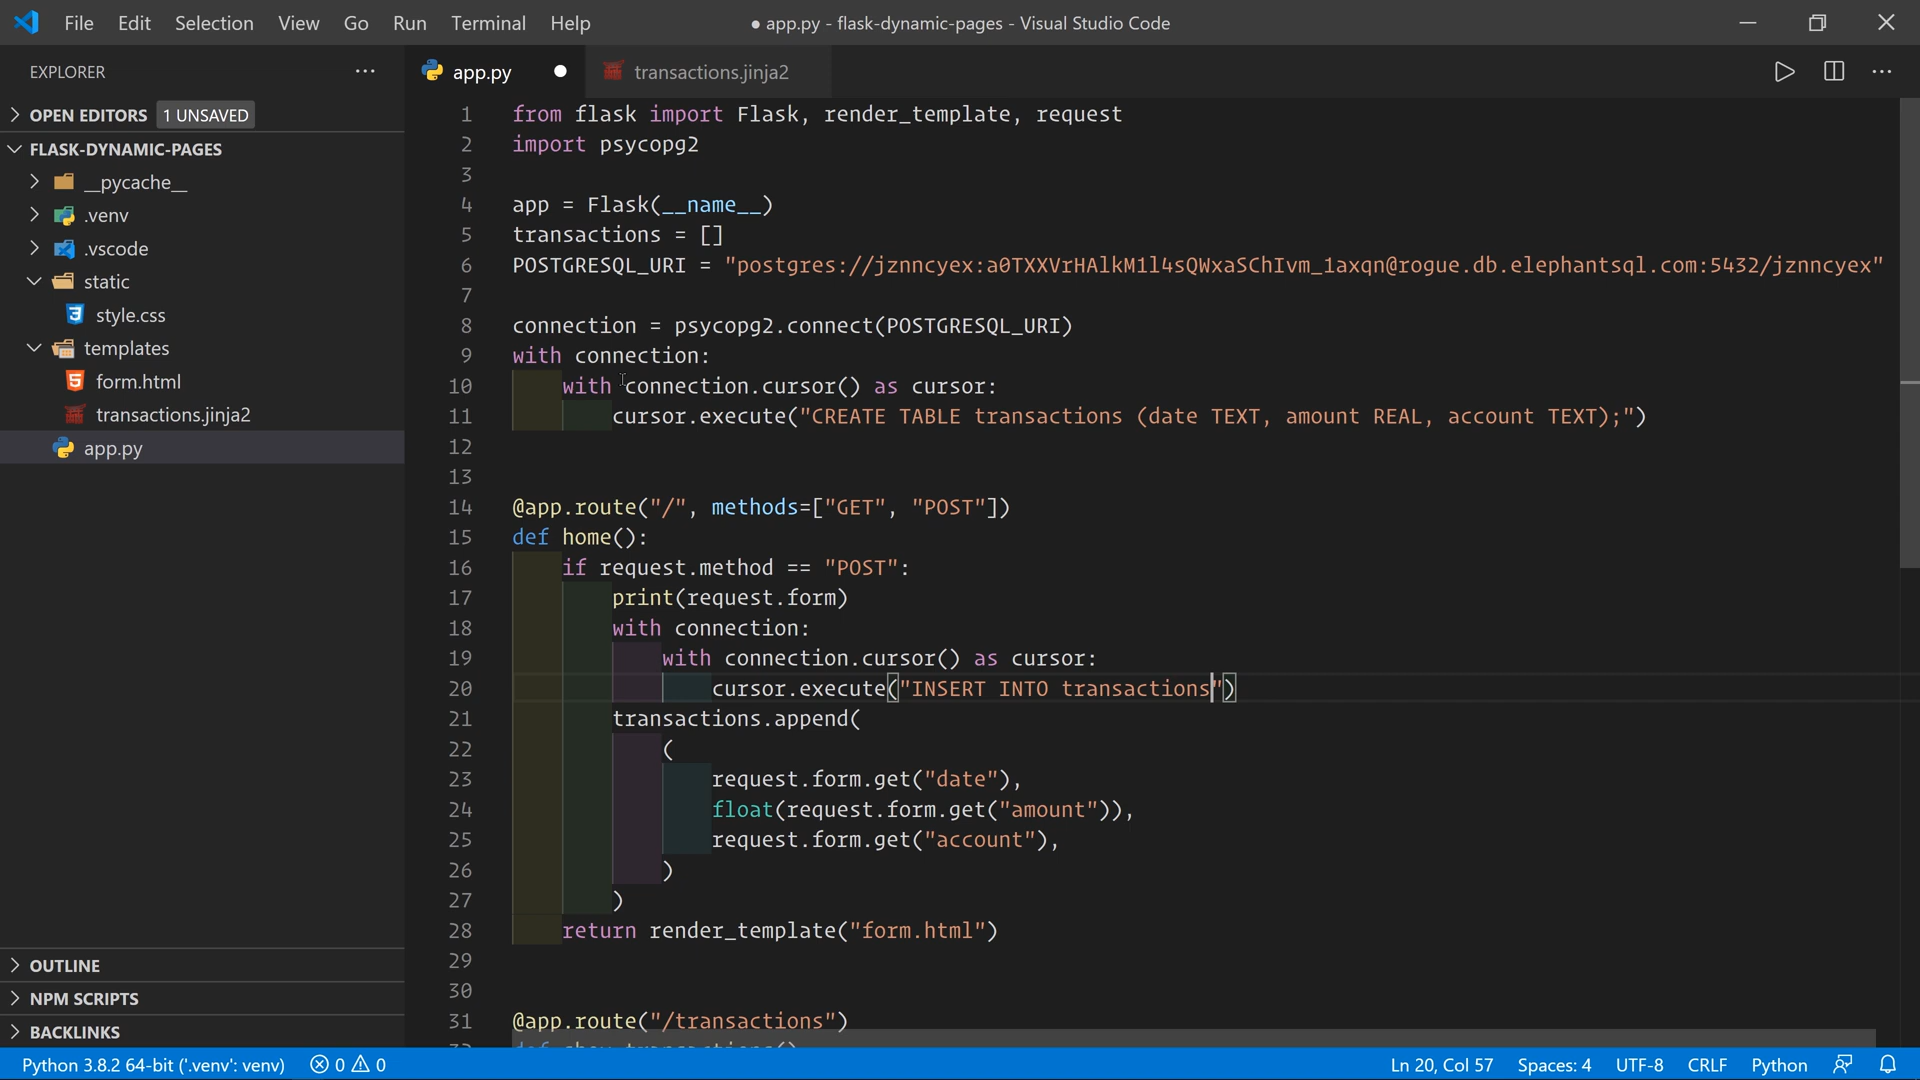 File Edit Selection View Go Run Terminal Help
● app.py - flask-dynamic-pages - Visual Studio Code
EXPLORER
OPEN EDITORS 1 UNSAVED
FLASK-DYNAMIC-PAGES
__pycache__
.venv
.vscode
static
style.css
templates
form.html
transactions.jinja2
app.py
OUTLINE
NPM SCRIPTS
BACKLINKS
app.py
transactions.jinja2
1 from flask import Flask, render_template, request
2 import psycopg2
3
4 app = Flask(__name__)
5 transactions = []
6 POSTGRESQL_URI = "postgres://jznncyex:a0TXXVrHAlkM1l4sQWxaSChIvm_1axqn@rogue.db.elephantsql.com:5432/jznncyex"
7
8 connection = psycopg2.connect(POSTGRESQL_URI)
9 with connection:
10 with connection.cursor() as cursor:
11 cursor.execute("CREATE TABLE transactions (date TEXT, amount REAL, account TEXT);")
12
13
14 @app.route("/", methods=["GET", "POST"])
15 def home():
16 if request.method == "POST":
17 print(request.form)
18 with connection:
19 with connection.cursor() as cursor:
20 cursor.execute("INSERT INTO transactions")
21 transactions.append(
22 (
23 request.form.get("date"),
24 float(request.form.get("amount")),
25 request.form.get("account"),
26 )
27 )
28 return render_template("form.html")
29
30
31 @app.route("/transactions")
Python 3.8.2 64-bit ('.venv': venv) 0 0
Ln 20, Col 57 Spaces: 4 UTF-8 CRLF Python